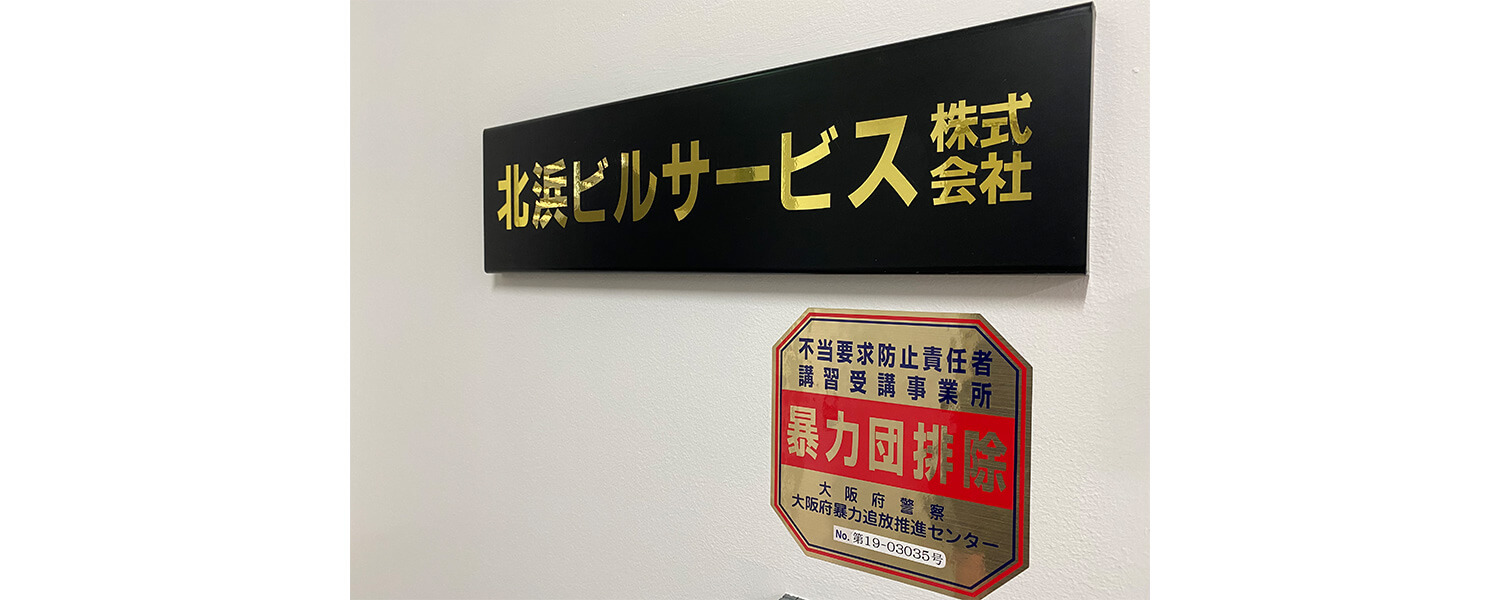 北浜ビルサービス株式会社
不当要求防止責任者
講習受講事業所
暴力団排除
大阪府警察
大阪府暴力追放推進センター
No. 第19-03035号